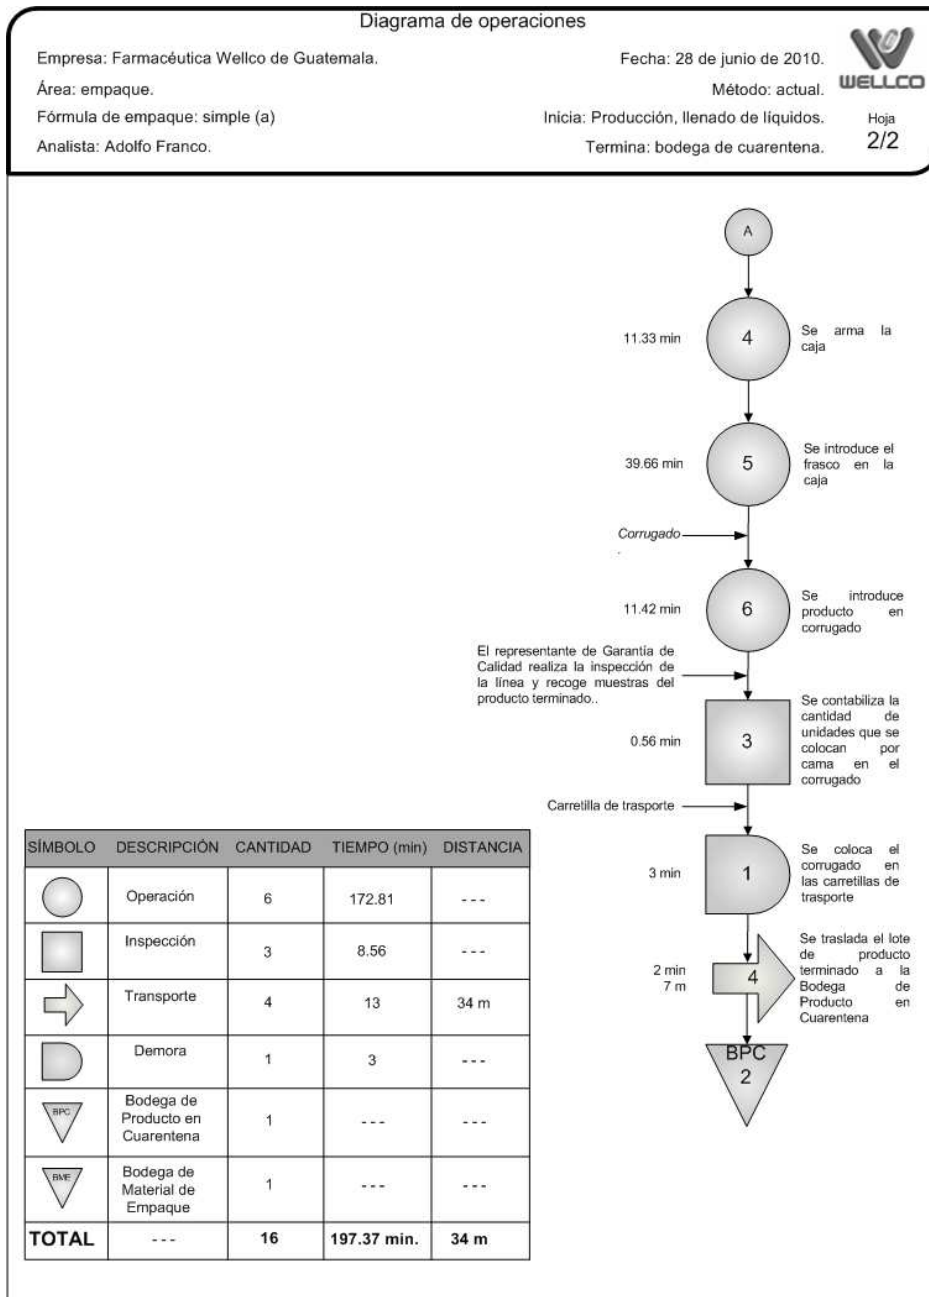 Diagrama de operaciones
Empresa: Farmacéutica Wellco de Guatemala.
Fecha: 28 de junio de 2010.
WELLCO
Área: empaque.
Método: actual.
Fórmula de empaque: simple (a)
Inicia: Producción, llenado de líquidos.
Hoja
2/2
Analista: Adolfo Franco.
Termina: bodega de cuarentena.
A
11.33 min
4
Se arma la
caja
39.66 min
5
Se introduce el
frasco en la
caja
Corrugado
.
11.42 min
6
Se introduce
producto en
corrugado
El representante de Garantía de
Calidad realiza la inspección de
la línea y recoge muestras del
producto terminado..
0.56 min
3
Se contabiliza la
cantidad de
unidades que se
colocan por
cama en el
corrugado
Carretilla de trasporte
3 min
1
Se coloca el
corrugado en
las carretillas de
trasporte
2 min
7 m
4
Se traslada el lote
de producto
terminado a la
Bodega de
Producto en
Cuarentena
BPC
2
SÍMBOLO DESCRIPCIÓN CANTIDAD TIEMPO (min) DISTANCIA
Operación 6 172.81 - - -
Inspección 3 8.56 - - -
Transporte 4 13 34 m
Demora 1 3 - - -
BPC
Bodega de
Producto en
Cuarentena
1 - - - - - -
BME
Bodega de
Material de
Empaque
1 - - - - - -
TOTAL - - - 16 197.37 min. 34 m